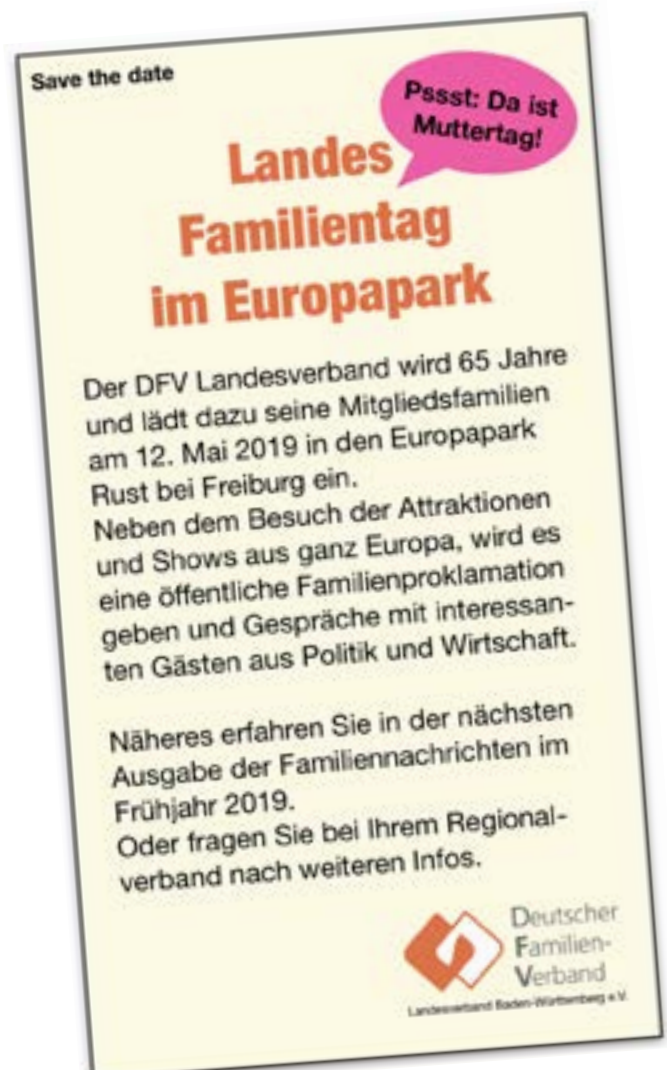 Save the date
Pssst: Da ist
Muttertag!
Landes
Familientag
im Europapark
Der DFV Landesverband wird 65 Jahre
und lädt dazu seine Mitgliedsfamilien
am 12. Mai 2019 in den Europapark
Rust bei Freiburg ein.
Neben dem Besuch der Attraktionen
und Shows aus ganz Europa, wird es
eine öffentliche Familienproklamation
geben und Gespräche mit interessan-
ten Gästen aus Politik und Wirtschaft.
Näheres erfahren Sie in der nächsten
Ausgabe der Familiennachrichten im
Frühjahr 2019.
Oder fragen Sie bei Ihrem Regional-
verband nach weiteren Infos.
Deutscher
Familien-
Verband
Landesverband Baden-Württemberg e.V.